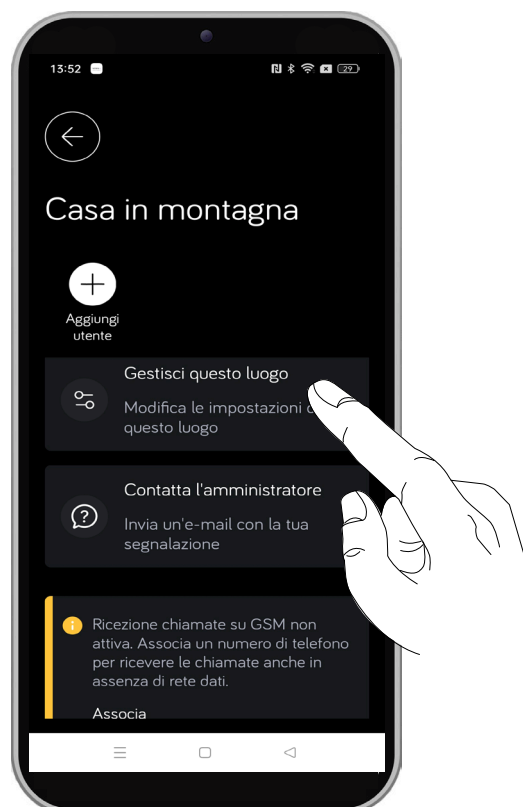 13:52
29
Casa in montagna
Aggiungi
utente
Gestisci questo luogo
Modifica le impostazioni
questo luogo
Contatta l'amministratore
Invia un'e-mail con la tua
segnalazione
Ricezione chiamate su GSM non
attiva. Associa un numero di telefono
per ricevere le chiamate anche in
assenza di rete dati.
Associa